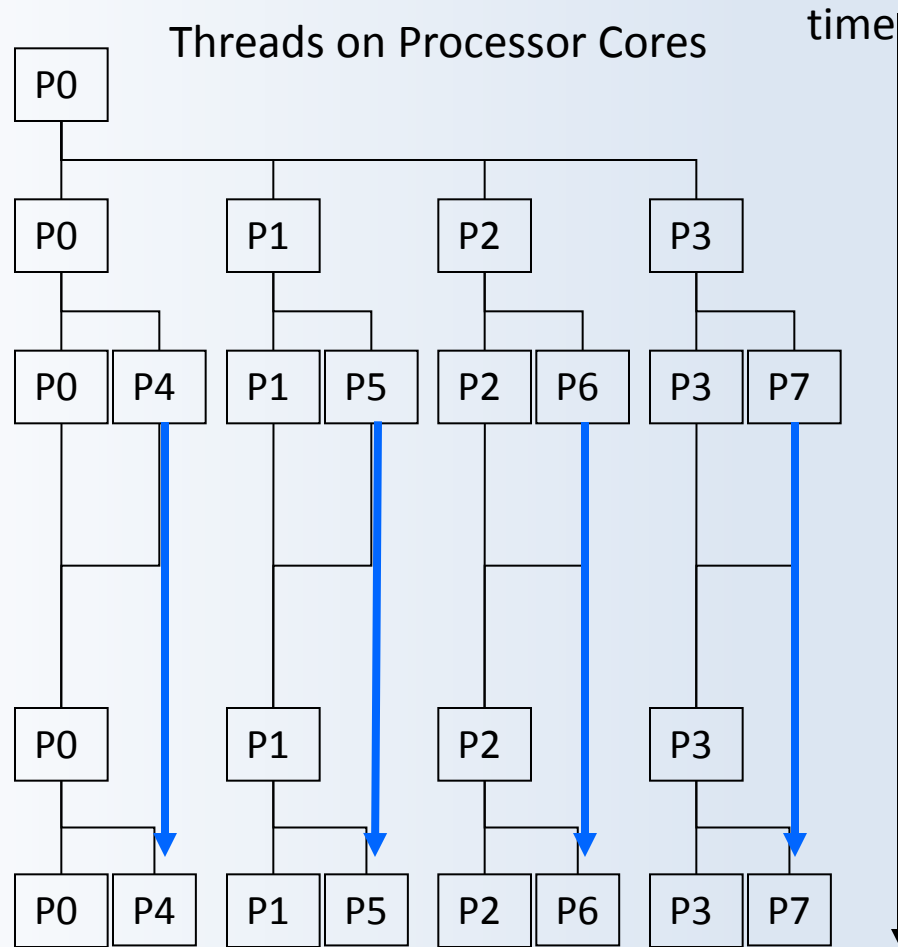 Threads on Processor Cores
time
P0
P0 P1 P2 P3
P0 P4 P1 P5 P2 P6 P3 P7
P0 P1 P2 P3
P0 P4 P1 P5 P2 P6 P3 P7